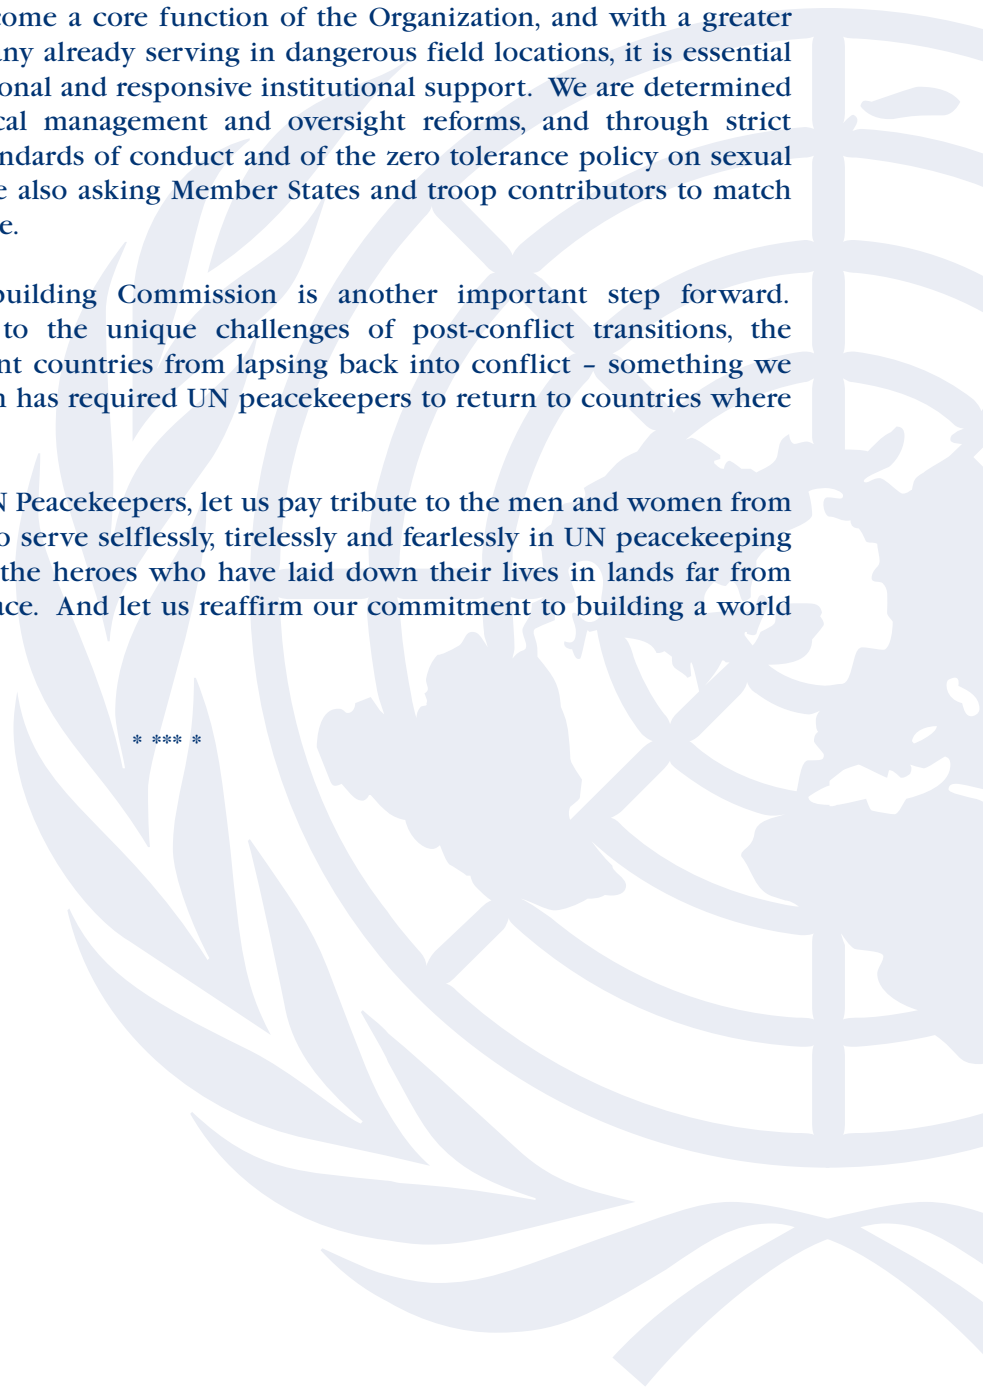 come a core function of the Organization, and with a greater
ny already serving in dangerous field locations, it is essential
onal and responsive institutional support. We are determined
cal management and oversight reforms, and through strict
ndards of conduct and of the zero tolerance policy on sexual
e also asking Member States and troop contributors to match
e.
building Commission is another important step forward.
to the unique challenges of post-conflict transitions, the
nt countries from lapsing back into conflict – something we
n has required UN peacekeepers to return to countries where
N Peacekeepers, let us pay tribute to the men and women from
o serve selflessly, tirelessly and fearlessly in UN peacekeeping
the heroes who have laid down their lives in lands far from
ce. And let us reaffirm our commitment to building a world
* *** *